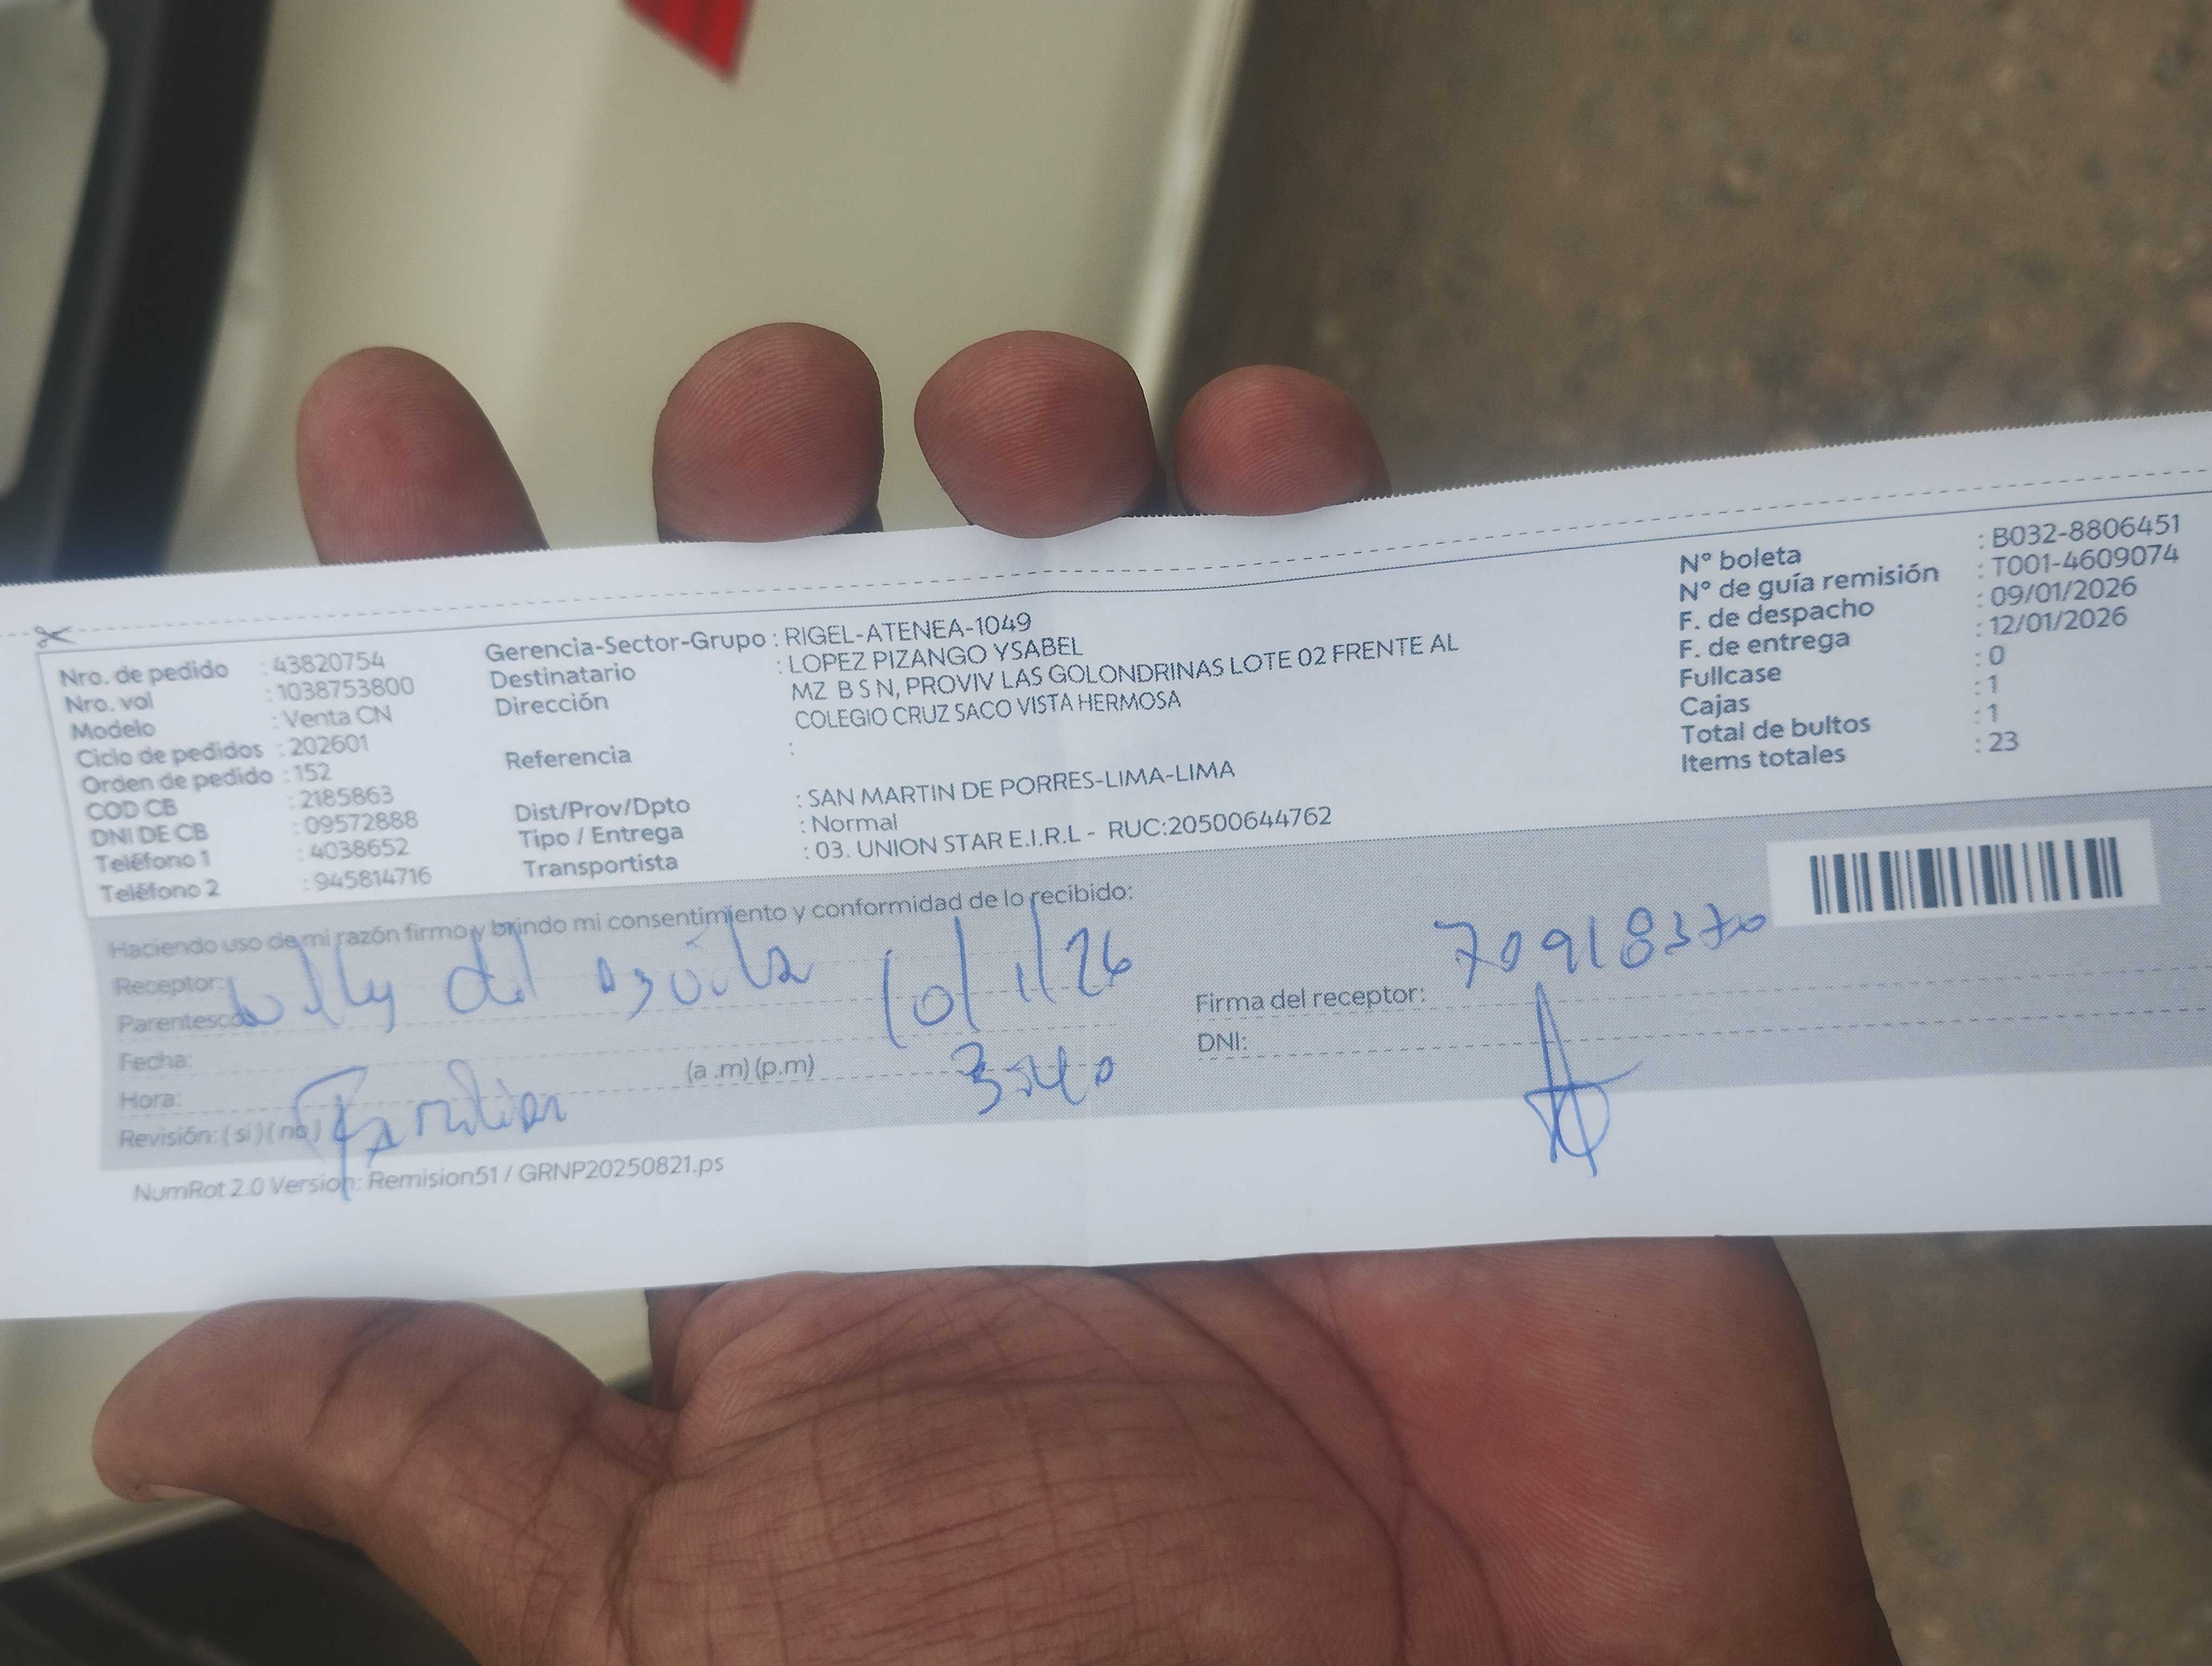 Nro. de pedido : 43820754
Nro. vol : 1038753800
Modelo : Venta CN
Ciclo de pedidos : 202601
Orden de pedido : 152
COD CB : 2185863
DNI DE CB : 09572888
Teléfono 1 : 4038652
Teléfono 2 : 945814716
Gerencia-Sector-Grupo : RIGEL-ATENEA-1049
Destinatario : LOPEZ PIZANGO YSABEL
Dirección MZ B S N, PROVIV LAS GOLONDRINAS LOTE 02 FRENTE AL
COLEGIO CRUZ SACO VISTA HERMOSA
Referencia :
Dist/Prov/Dpto : SAN MARTIN DE PORRES-LIMA-LIMA
Tipo / Entrega : Normal
Transportista : 03. UNION STAR E.I.R.L - RUC:20500644762
N° boleta : B032-8806451
N° de guía remisión : T001-4609074
F. de despacho : 09/01/2026
F. de entrega : 12/01/2026
Fullcase : 0
Cajas : 1
Total de bultos : 1
Items totales : 23
Haciendo uso de mi razón firmo y brindo mi consentimiento y conformidad de lo recibido:
Receptor: del 10/1/26
Parentesco:
Fecha:
Hora: (a .m) (p.m) 3:40
Revisión: ( si ) ( no ) Familiar
Firma del receptor: 70918370
DNI:
NumRot 2.0 Version: Remision51 / GRNP20250821.ps